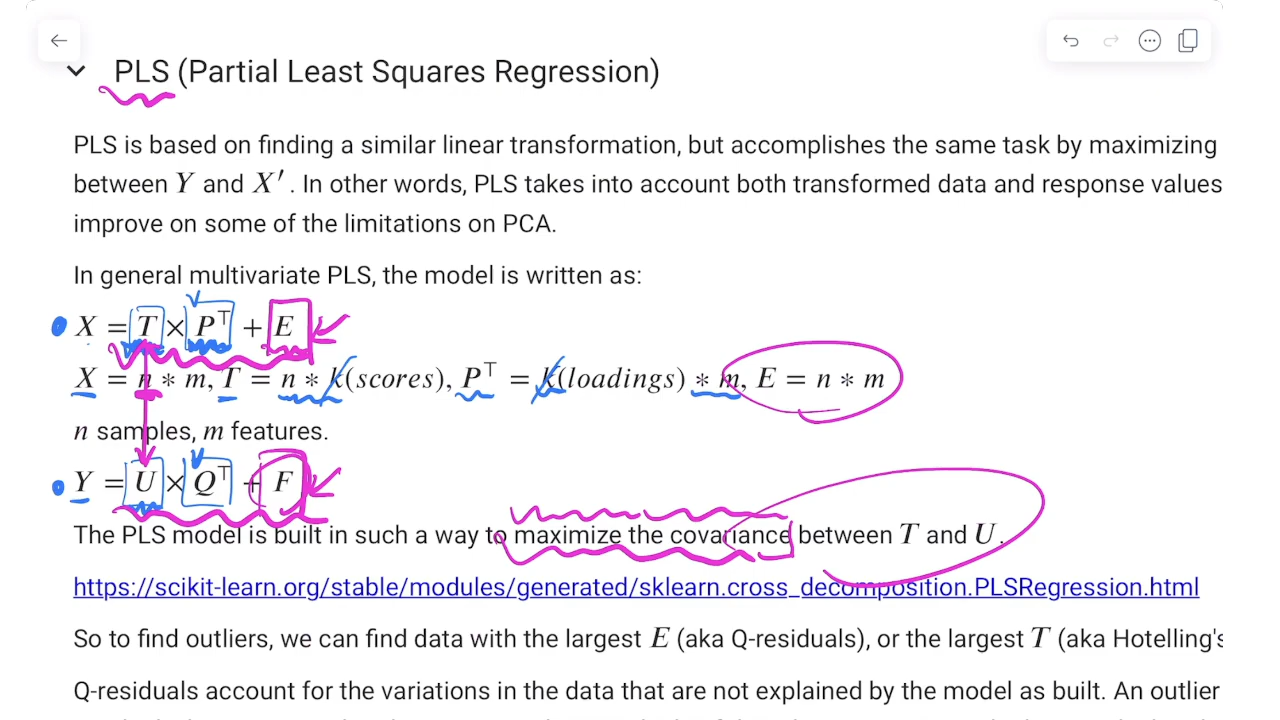 PLS (Partial Least Squares Regression)
PLS is based on finding a similar linear transformation, but accomplishes the same task by maximizing
between Y and X′. In other words, PLS takes into account both transformed data and response values
improve on some of the limitations on PCA.
In general multivariate PLS, the model is written as:
X = T × P⊤ + E
X = n * m, T = n * k(scores), P⊤ = k(loadings) * m, E = n * m
n samples, m features.
Y = U × Q⊤ + F
The PLS model is built in such a way to maximize the covariance between T and U.
https://scikit-learn.org/stable/modules/generated/sklearn.cross_decomposition.PLSRegression.html
So to find outliers, we can find data with the largest E (aka Q-residuals), or the largest T (aka Hotelling's
Q-residuals account for the variations in the data that are not explained by the model as built. An outlier